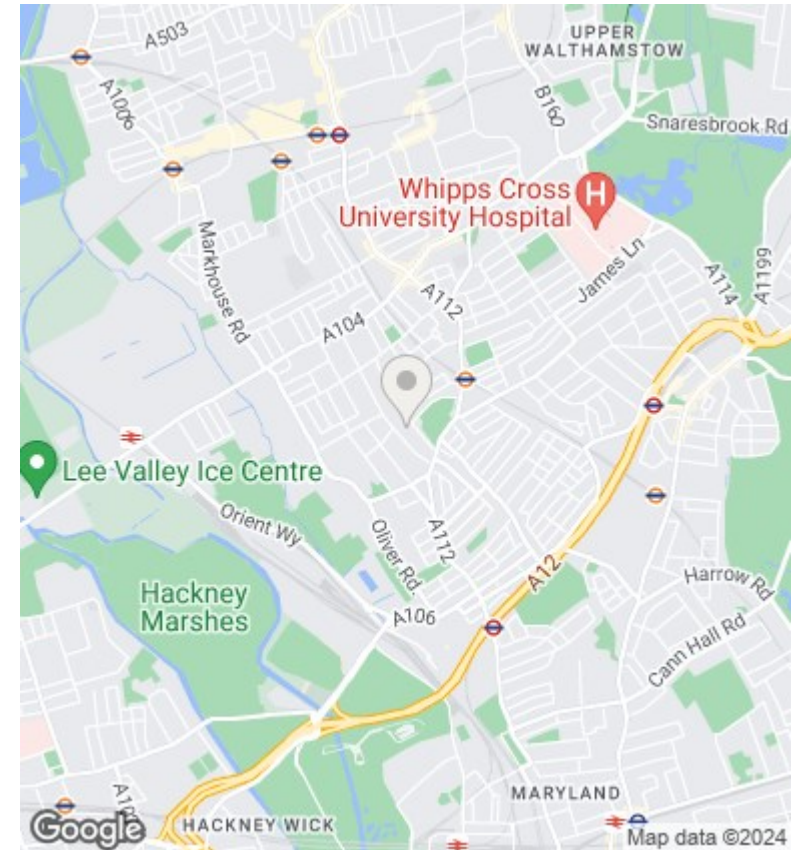 A503
UPPER
WALTHAMSTOW
A1006
B160
Snaresbrook Rd
Whipps Cross
University Hospital
H
Markhouse Rd
James Ln
A114
A1199
A112
A104
Lee Valley Ice Centre
Orient Wy
Oliver Rd.
A112
A12
Hackney
Marshes
Harrow Rd
A106
Cann Hall Rd
MARYLAND
HACKNEY WICK
Google
Map data ©2024